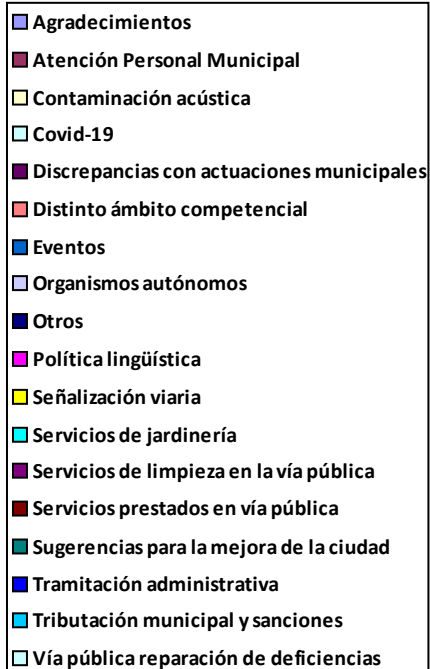 Agradecimientos
Atención Personal Municipal
Contaminación acústica
Covid-19
Discrepancias con actuaciones municipales
Distinto ámbito competencial
Eventos
Organismos autónomos
Otros
Política lingüística
Señalización viaria
Servicios de jardinería
Servicios de limpieza en la vía pública
Servicios prestados en vía pública
Sugerencias para la mejora de la ciudad
Tramitación administrativa
Tributación municipal y sanciones
Vía pública reparación de deficiencias